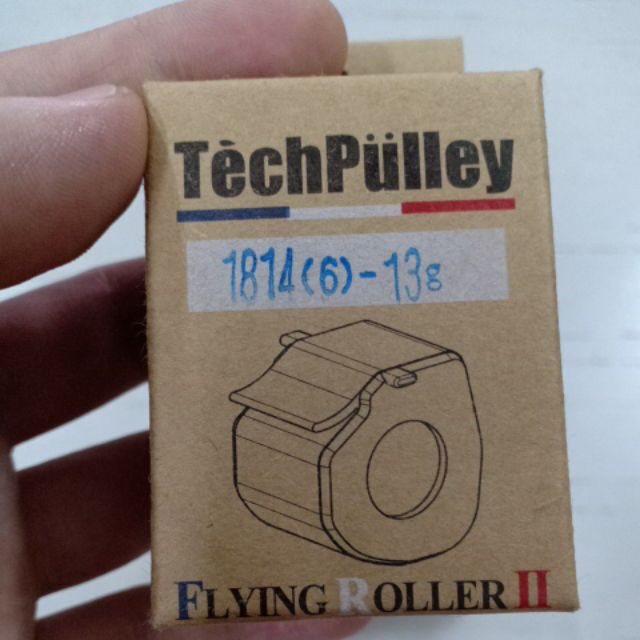 TèchPülley
1814(6)-13g
FLYING ROLLER II